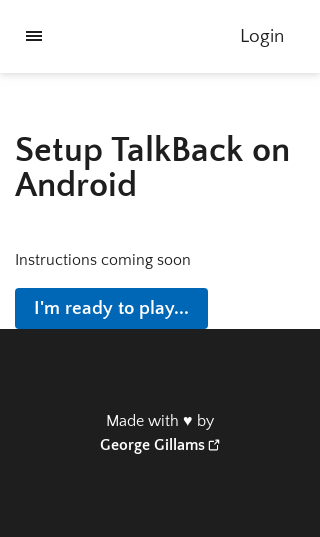 Login
Setup TalkBack on
Android
Instructions coming soon
I'm ready to play...
Made with ♥ by
George Gillams